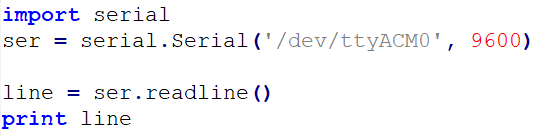 import serial
ser = serial.Serial('/dev/ttyACM0', 9600)
line = ser.readline()
print line